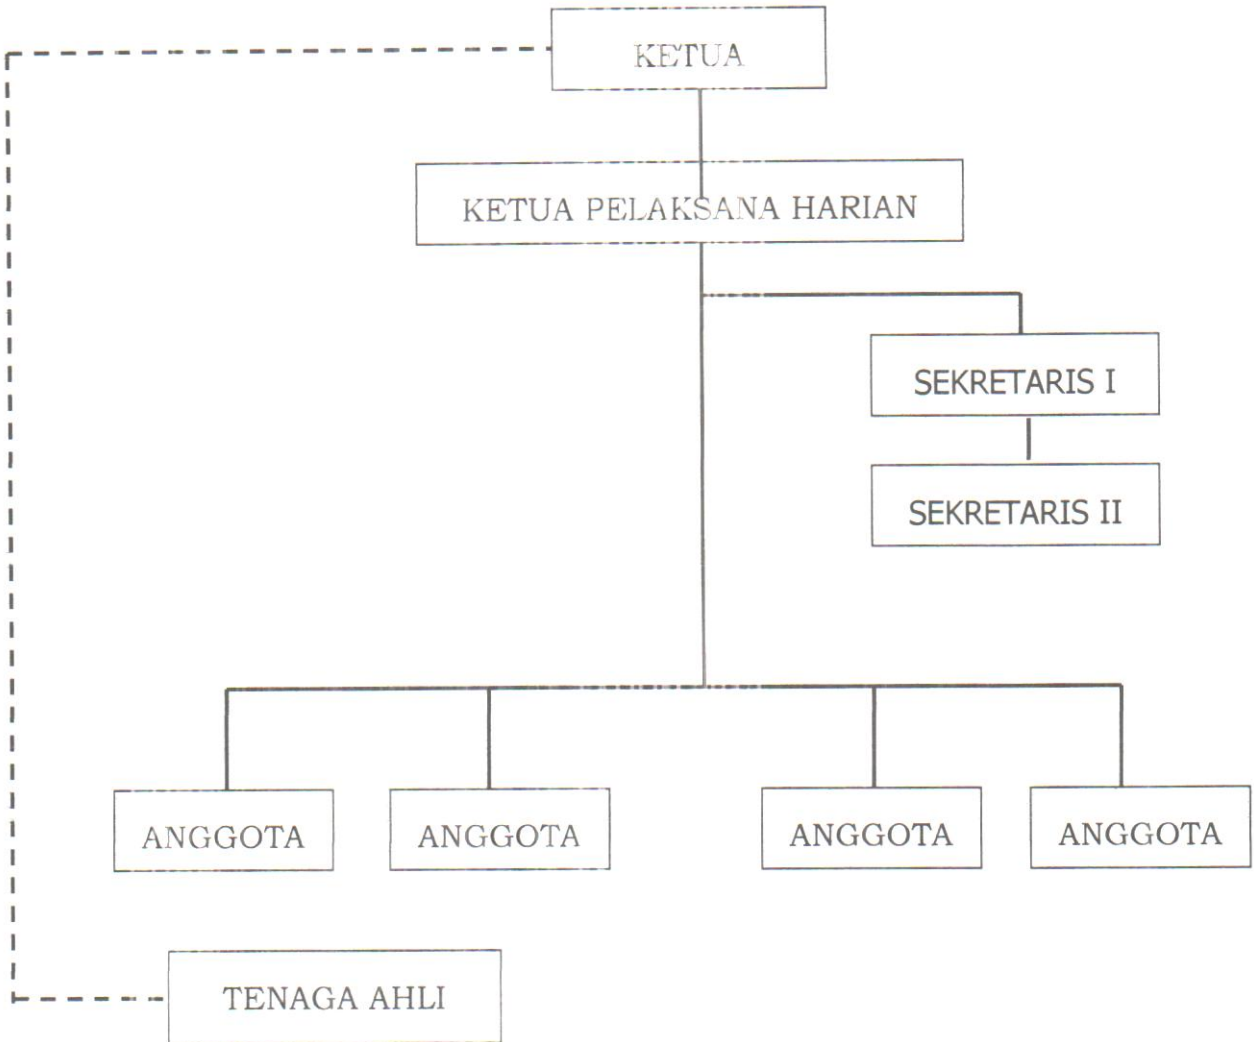 KETUA
KETUA PELAKSANA HARIAN
SEKRETARIS I
SEKRETARIS II
ANGGOTA
ANGGOTA
ANGGOTA
ANGGOTA
TENAGA AHLI